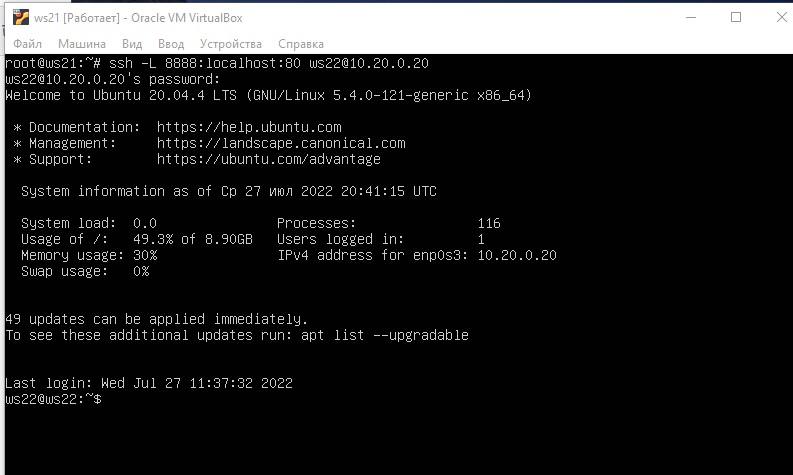 ws21 [Работает] - Oracle VM VirtualBox
Файл Машина Вид Ввод Устройства Справка
root@ws21:~# ssh -L 8888:localhost:80 ws22@10.20.0.20
ws22@10.20.0.20's password:
Welcome to Ubuntu 20.04.4 LTS (GNU/Linux 5.4.0-121-generic x86_64)
* Documentation: https://help.ubuntu.com
* Management: https://landscape.canonical.com
* Support: https://ubuntu.com/advantage
System information as of Ср 27 июл 2022 20:41:15 UTC
System load: 0.0 Processes: 116
Usage of /: 49.3% of 8.90GB Users logged in: 1
Memory usage: 30% IPv4 address for enp0s3: 10.20.0.20
Swap usage: 0%
49 updates can be applied immediately.
To see these additional updates run: apt list --upgradable
Last login: Wed Jul 27 11:37:32 2022
ws22@ws22:~$